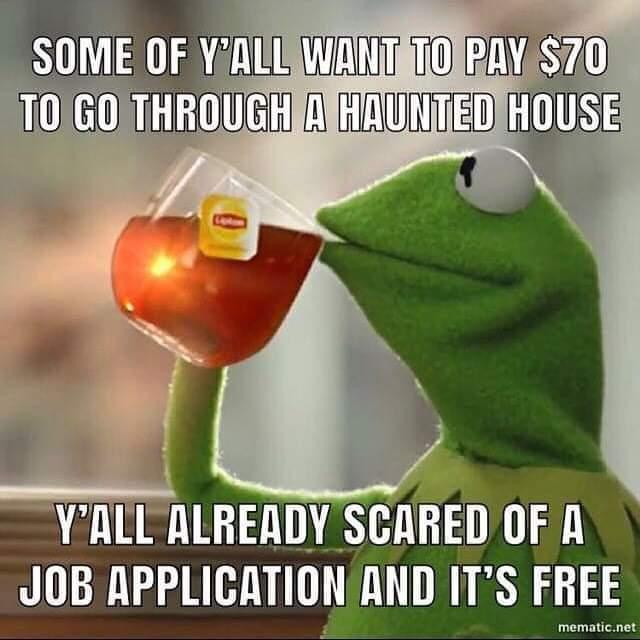 SOME OF Y'ALL WANT TO PAY $70
TO GO THROUGH A HAUNTED HOUSE
Lipton
Y'ALL ALREADY SCARED OF A
JOB APPLICATION AND IT'S FREE
mematic.net